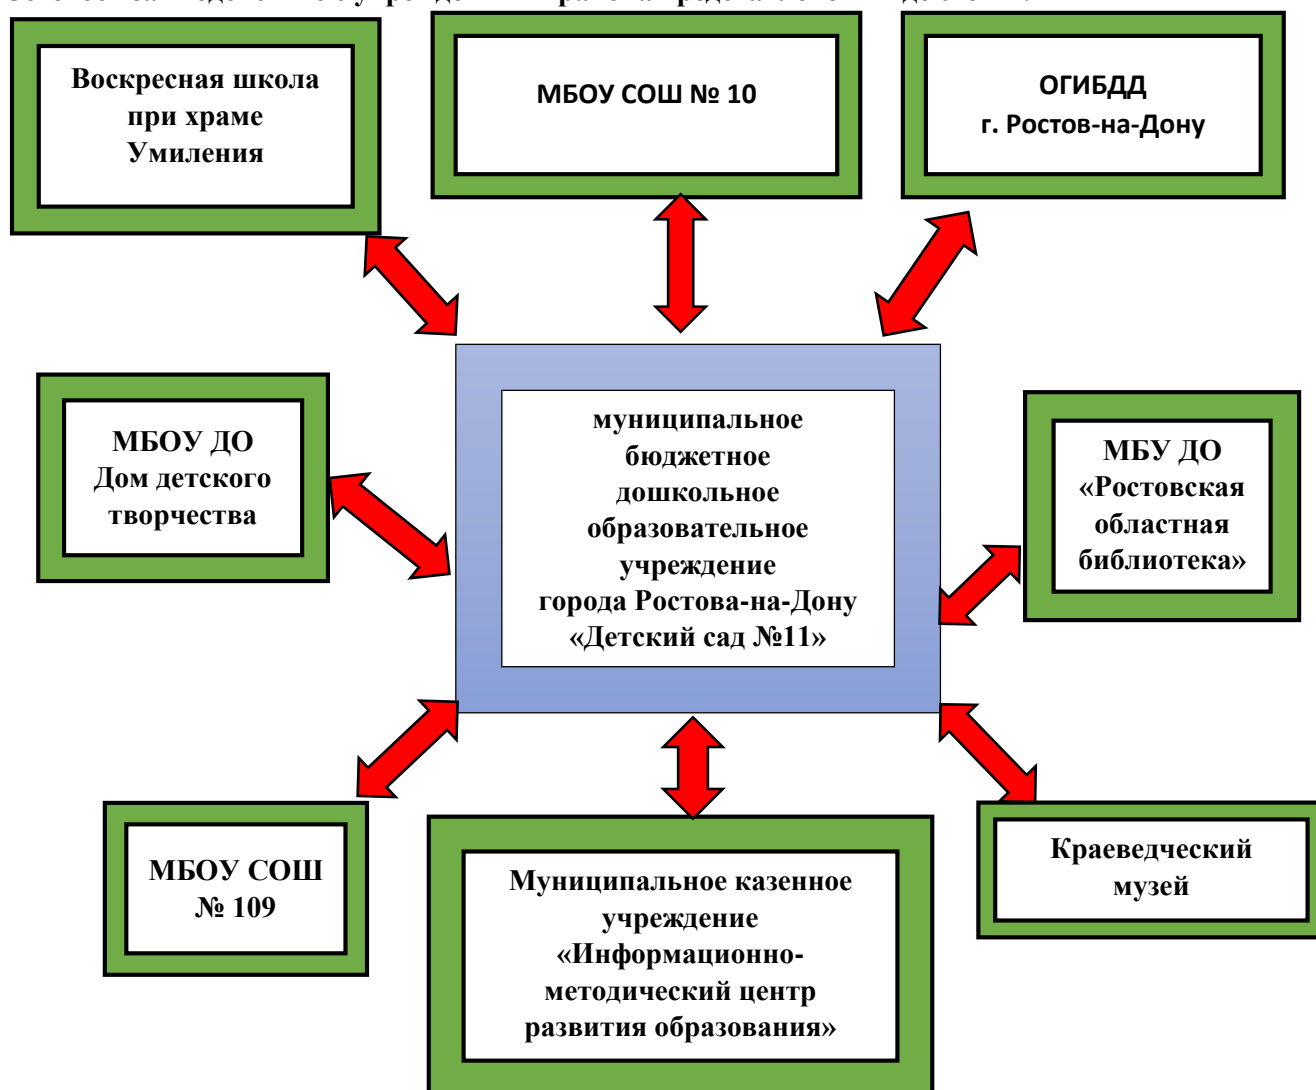 Воскресная школа
при храме
Умиления
МБОУ СОШ № 10
ОГИБДД
г. Ростов-на-Дону
МБОУ ДО
Дом детского
творчества
муниципальное
бюджетное
дошкольное
образовательное
учреждение
города Ростова-на-Дону
«Детский сад №11»
МБУ ДО
«Ростовская
областная
библиотека»
МБОУ СОШ
№ 109
Муниципальное казенное
учреждение
«Информационно-
методический центр
развития образования»
Краеведческий
музей